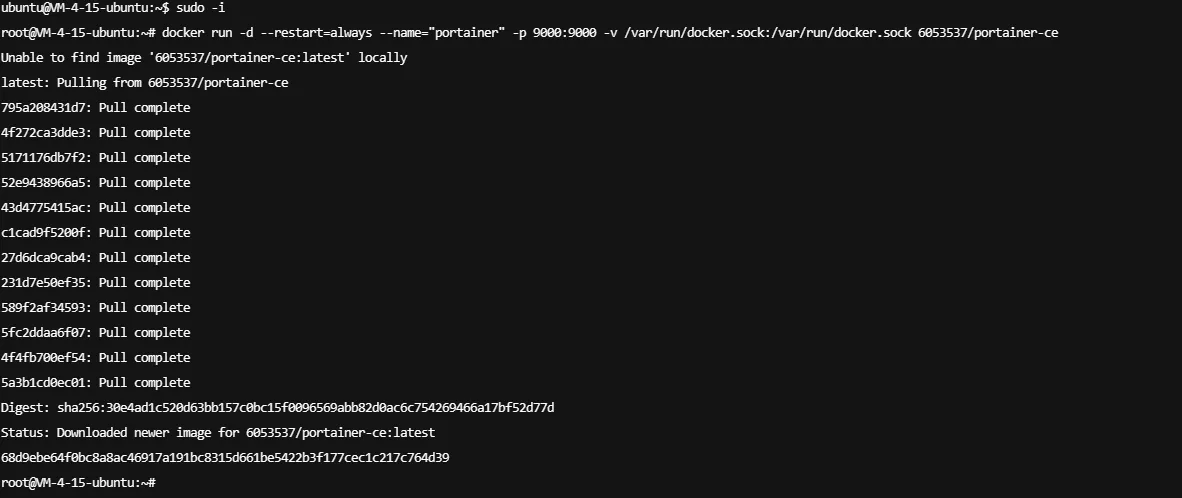 ubuntu@VM-4-15-ubuntu:~$ sudo -i
root@VM-4-15-ubuntu:~# docker run -d --restart=always --name="portainer" -p 9000:9000 -v /var/run/docker.sock:/var/run/docker.sock 6053537/portainer-ce
Unable to find image '6053537/portainer-ce:latest' locally
latest: Pulling from 6053537/portainer-ce
795a208431d7: Pull complete
4f272ca3dde3: Pull complete
5171176db7f2: Pull complete
52e9438966a5: Pull complete
43d4775415ac: Pull complete
c1cad9f5200f: Pull complete
27d6dca9cab4: Pull complete
231d7e50ef35: Pull complete
589f2af34593: Pull complete
5fc2ddaa6f07: Pull complete
4f4fb700ef54: Pull complete
5a3b1cd0ec01: Pull complete
Digest: sha256:30e4ad1c520d63bb157c0bc15f0096569abb82d0ac6c754269466a17bf52d77d
Status: Downloaded newer image for 6053537/portainer-ce:latest
68d9ebe64f0bc8a8ac46917a191bc8315d661be5422b3f177cec1c217c764d39
root@VM-4-15-ubuntu:~#